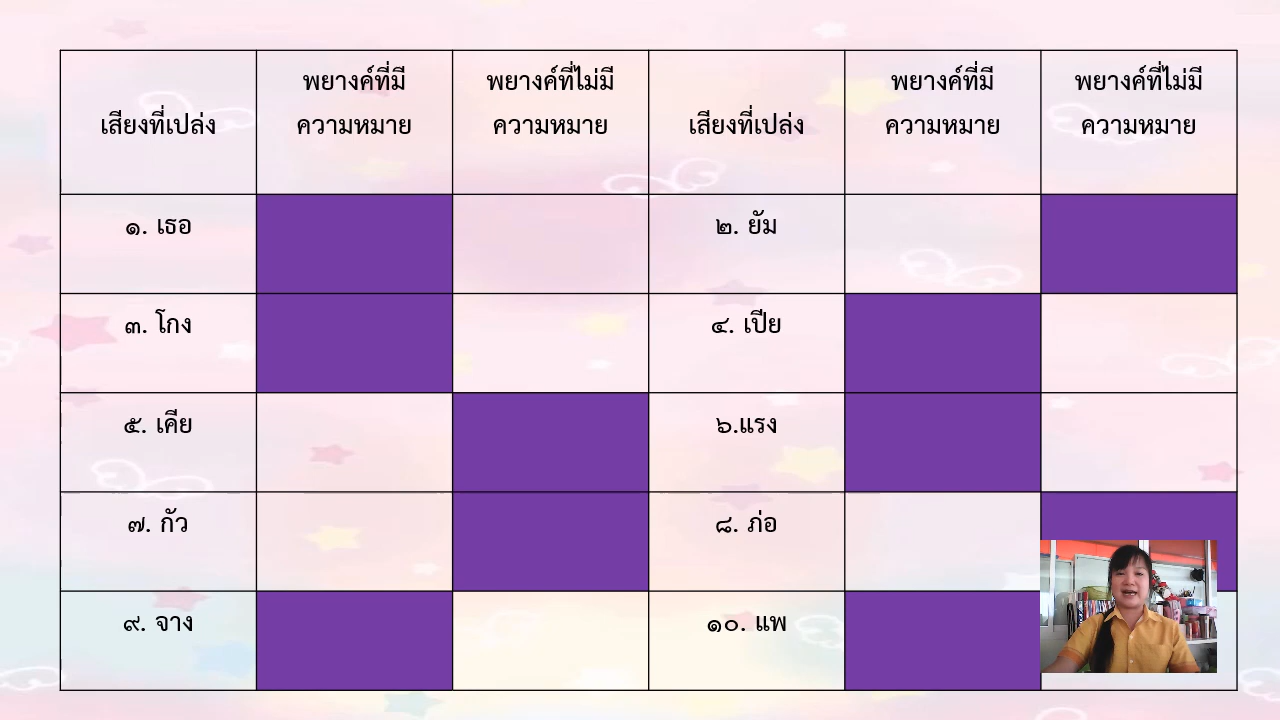 เสียงที่เปล่ง
พยางค์ที่มี
ความหมาย
พยางค์ที่ไม่มี
ความหมาย
เสียงที่เปล่ง
พยางค์ที่มี
ความหมาย
พยางค์ที่ไม่มี
ความหมาย
๑. เธอ
๒. ยัม
๓. โกง
๔. เปีย
๕. เคีย
๖.แรง
๗. กัว
๘. ภ่อ
๙. จาง
๑๐. แพ